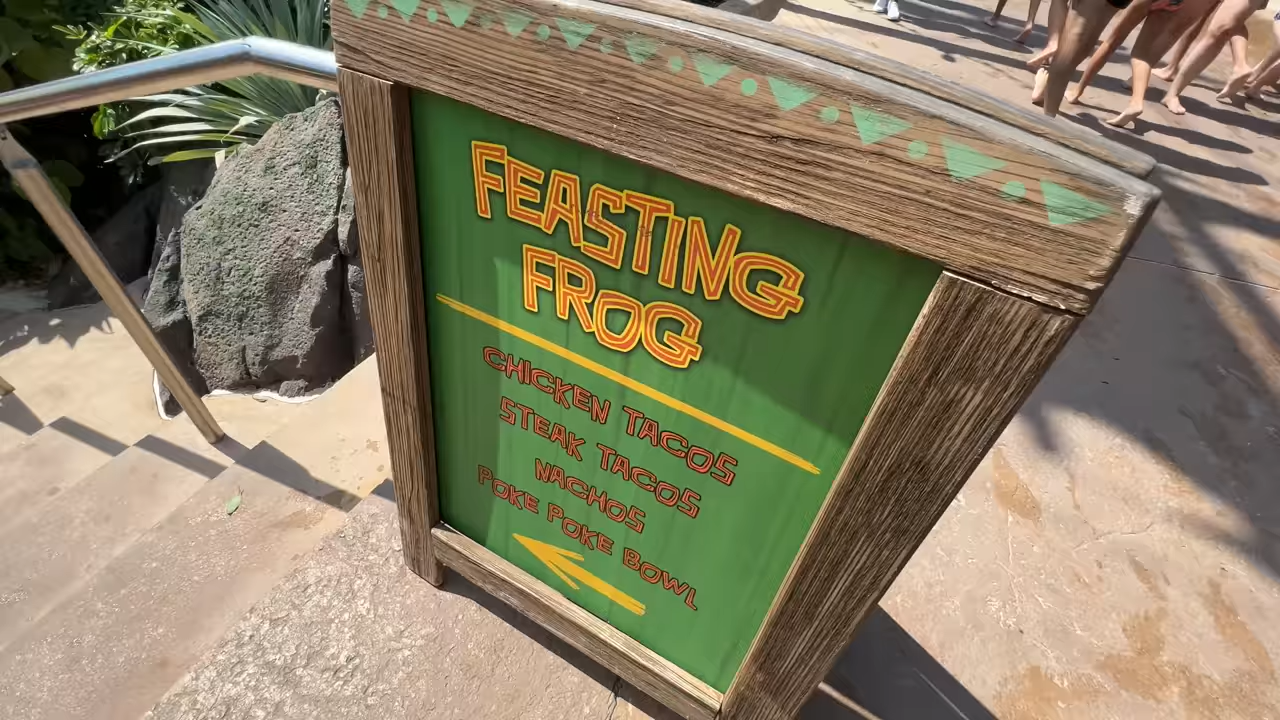 FEASTING
FROG
CHICKEN TACOS
STEAK TACOS
NACHOS
POKE POKE BOWL